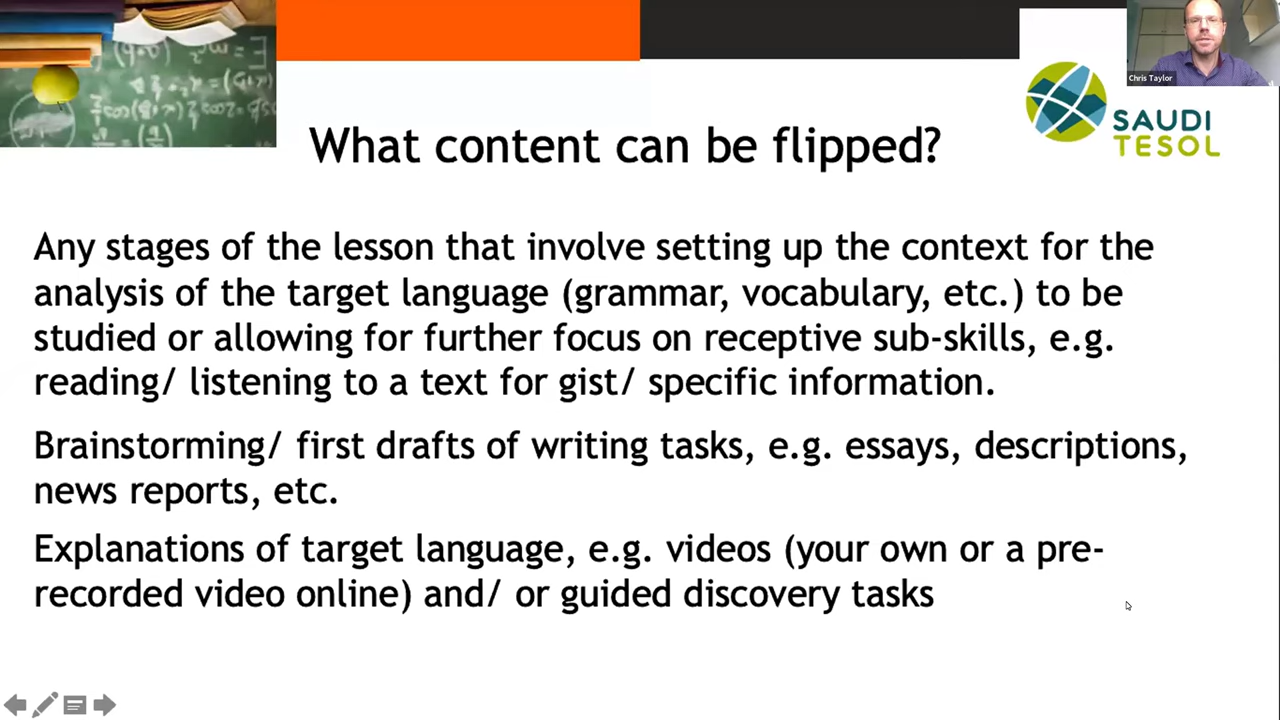 Chris Taylor
SAUDI
TESOL
What content can be flipped?
Any stages of the lesson that involve setting up the context for the
analysis of the target language (grammar, vocabulary, etc.) to be
studied or allowing for further focus on receptive sub-skills, e.g.
reading/ listening to a text for gist/ specific information.
Brainstorming/ first drafts of writing tasks, e.g. essays, descriptions,
news reports, etc.
Explanations of target language, e.g. videos (your own or a pre-
recorded video online) and/ or guided discovery tasks